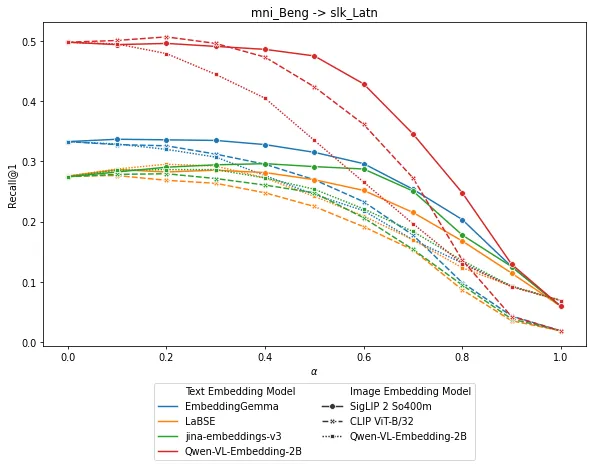 mni_Beng -> slk_Latn
0.5
0.4
0.3
0.2
0.1
0.0
Recall@1
0.0 0.2 0.4 0.6 0.8 1.0
α
Text Embedding Model
EmbeddingGemma
LaBSE
jina-embeddings-v3
Qwen-VL-Embedding-2B
Image Embedding Model
SigLIP 2 So400m
CLIP ViT-B/32
Qwen-VL-Embedding-2B